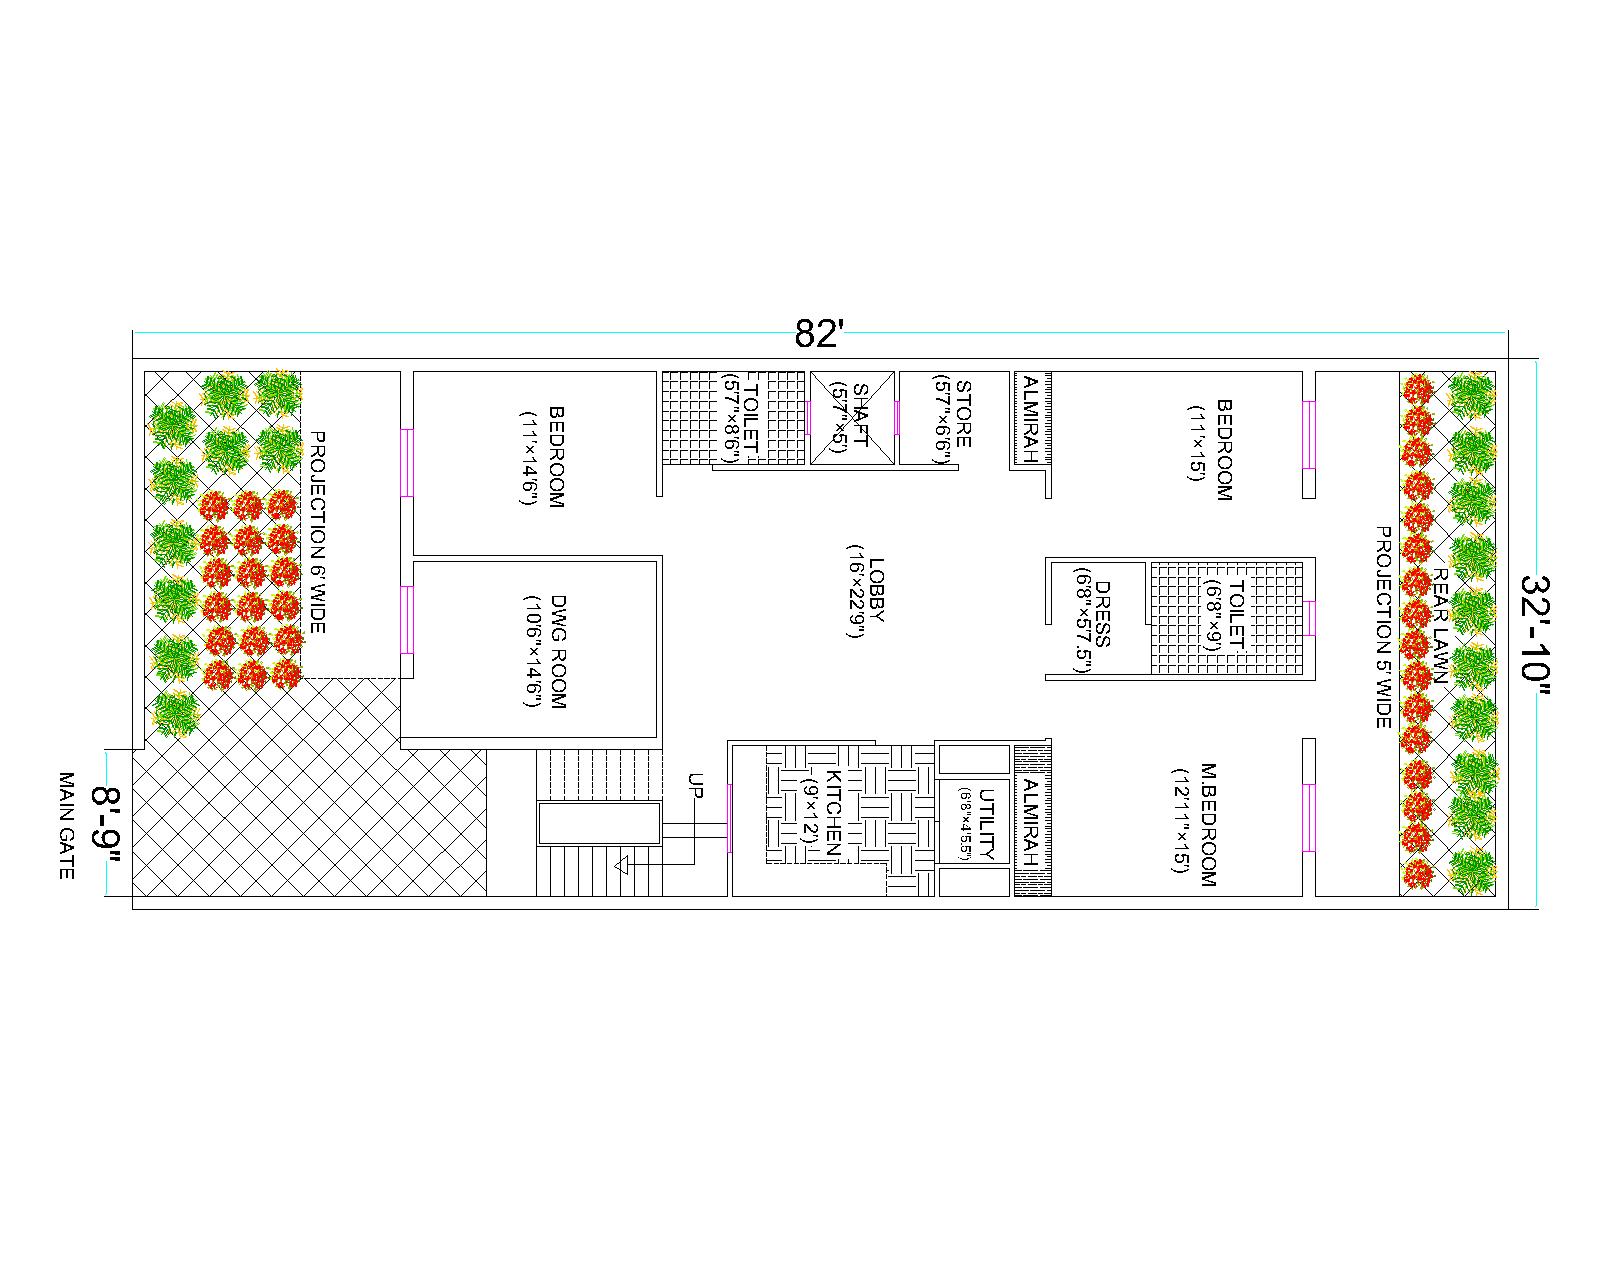 32'-10"
REAR LAWN
PROJECTION 5' WIDE
BEDROOM
(11'×15')
TOILET
(6'8"×9')
M.BEDROOM
(12'11"×15')
DRESS
(6'8"×5'7.5")
ALMIRAH
ALMIRAH
STORE
(5'7"×6'6")
UTILITY
(6'8"×4'5.5")
LOBBY
(16'×22'9")
SHAFT
(5'7"×5')
KITCHEN
(9'×12')
82'
TOILET
(5'7"×8'6")
UP
BEDROOM
(11'×14'6")
DWG ROOM
(10'6"×14'6")
PROJECTION 6' WIDE
8'-9"
MAIN GATE